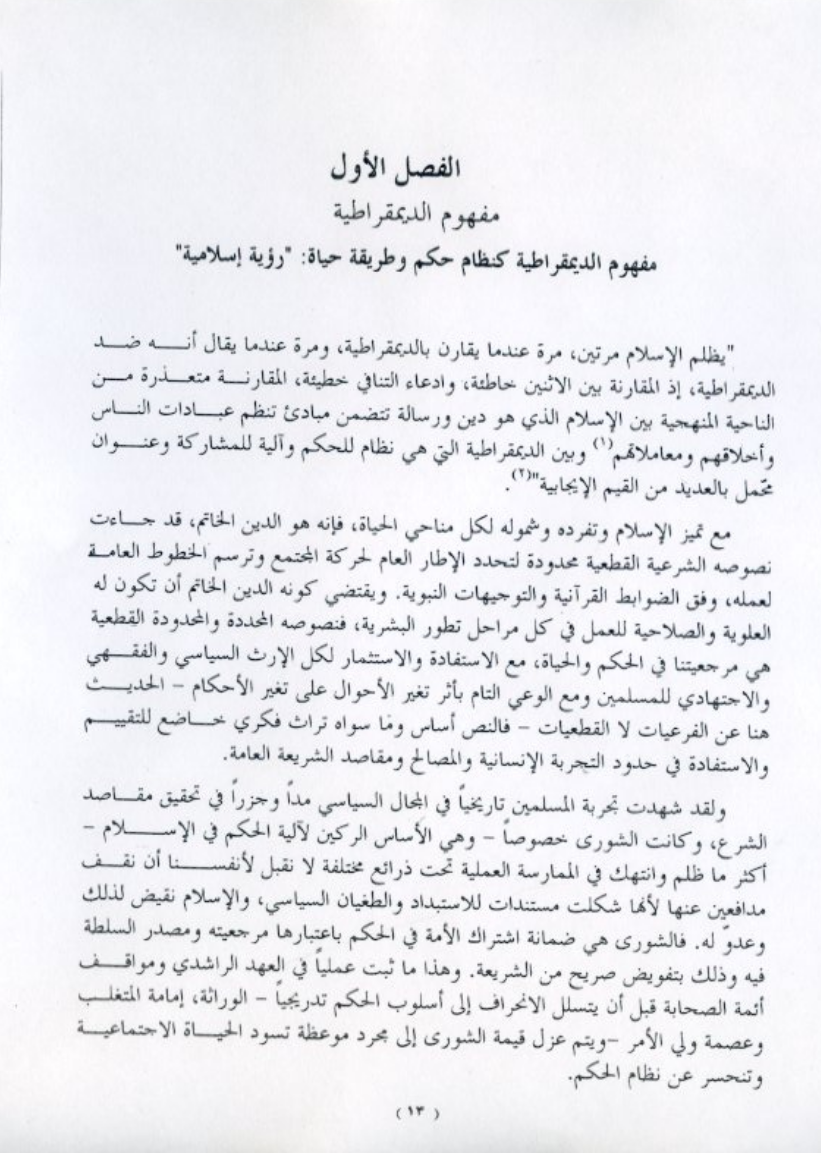 الفصل الأول
مفهوم الديمقراطية
مفهوم الديمقراطية كنظام حكم وطريقة حياة: "رؤية إسلامية"
"يظلم الإسلام مرتين، مرة عندما يقارن بالديمقراطية، ومرة عندما يقال أنه ضد
الديمقراطية، إذ المقارنة بين الاثنين خاطئة، وادعاء التنافي خطيئة، المقارنة متعذرة من
الناحية المنهجية بين الإسلام الذي هو دين ورسالة تتضمن مبادئ تنظم عبادات الناس
وأخلاقهم ومعاملاتهم(١) وبين الديمقراطية التي هي نظام للحكم وآلية للمشاركة وعنوان
محمّل بالعديد من القيم الإيجابية"(٢).
مع تميز الإسلام وتفرده وشموله لكل مناحي الحياة، فإنه هو الدين الخاتم، قد جاءت
نصوصه الشرعية القطعية محدودة لتحدد الإطار العام لحركة المجتمع وترسم الخطوط العامة
لعمله، وفق الضوابط القرآنية والتوجيهات النبوية. ويقتضي كونه الدين الخاتم أن تكون له
العلوية والصلاحية للعمل في كل مراحل تطور البشرية، فنصوصه المحددة والمحدودة القطعية
هي مرجعيتنا في الحكم والحياة، مع الاستفادة والاستثمار لكل الإرث السياسي والفقهي
والاجتهادي للمسلمين ومع الوعي التام بأثر تغير الأحوال على تغير الأحكام – الحديث
هنا عن الفرعيات لا القطعيات – فالنص أساس وما سواه تراث فكري خاضع للتقييم
والاستفادة في حدود التجربة الإنسانية والمصالح ومقاصد الشريعة العامة.
ولقد شهدت تجربة المسلمين تاريخياً في المجال السياسي مداً وجزراً في تحقيق مقاصد
الشرع، وكانت الشورى خصوصاً – وهي الأساس الركين لآلية الحكم في الإسلام –
أكثر ما ظلم وانتهك في الممارسة العملية تحت ذرائع مختلفة لا نقبل لأنفسنا أن نقف
مدافعين عنها لأنها شكلت مستندات للاستبداد والطغيان السياسي، والإسلام نقيض لذلك
وعدوّ له. فالشورى هي ضمانة اشتراك الأمة في الحكم باعتبارها مرجعيته ومصدر السلطة
فيه وذلك بتفويض صريح من الشريعة. وهذا ما ثبت عملياً في العهد الراشدي ومواقف
أئمة الصحابة قبل أن يتسلل الانحراف إلى أسلوب الحكم تدريجياً – الوراثة، إمامة المتغلب
وعصمة ولي الأمر –ويتم عزل قيمة الشورى إلى مجرد موعظة تسود الحياة الاجتماعية
وتنحسر عن نظام الحكم.
(١٣)